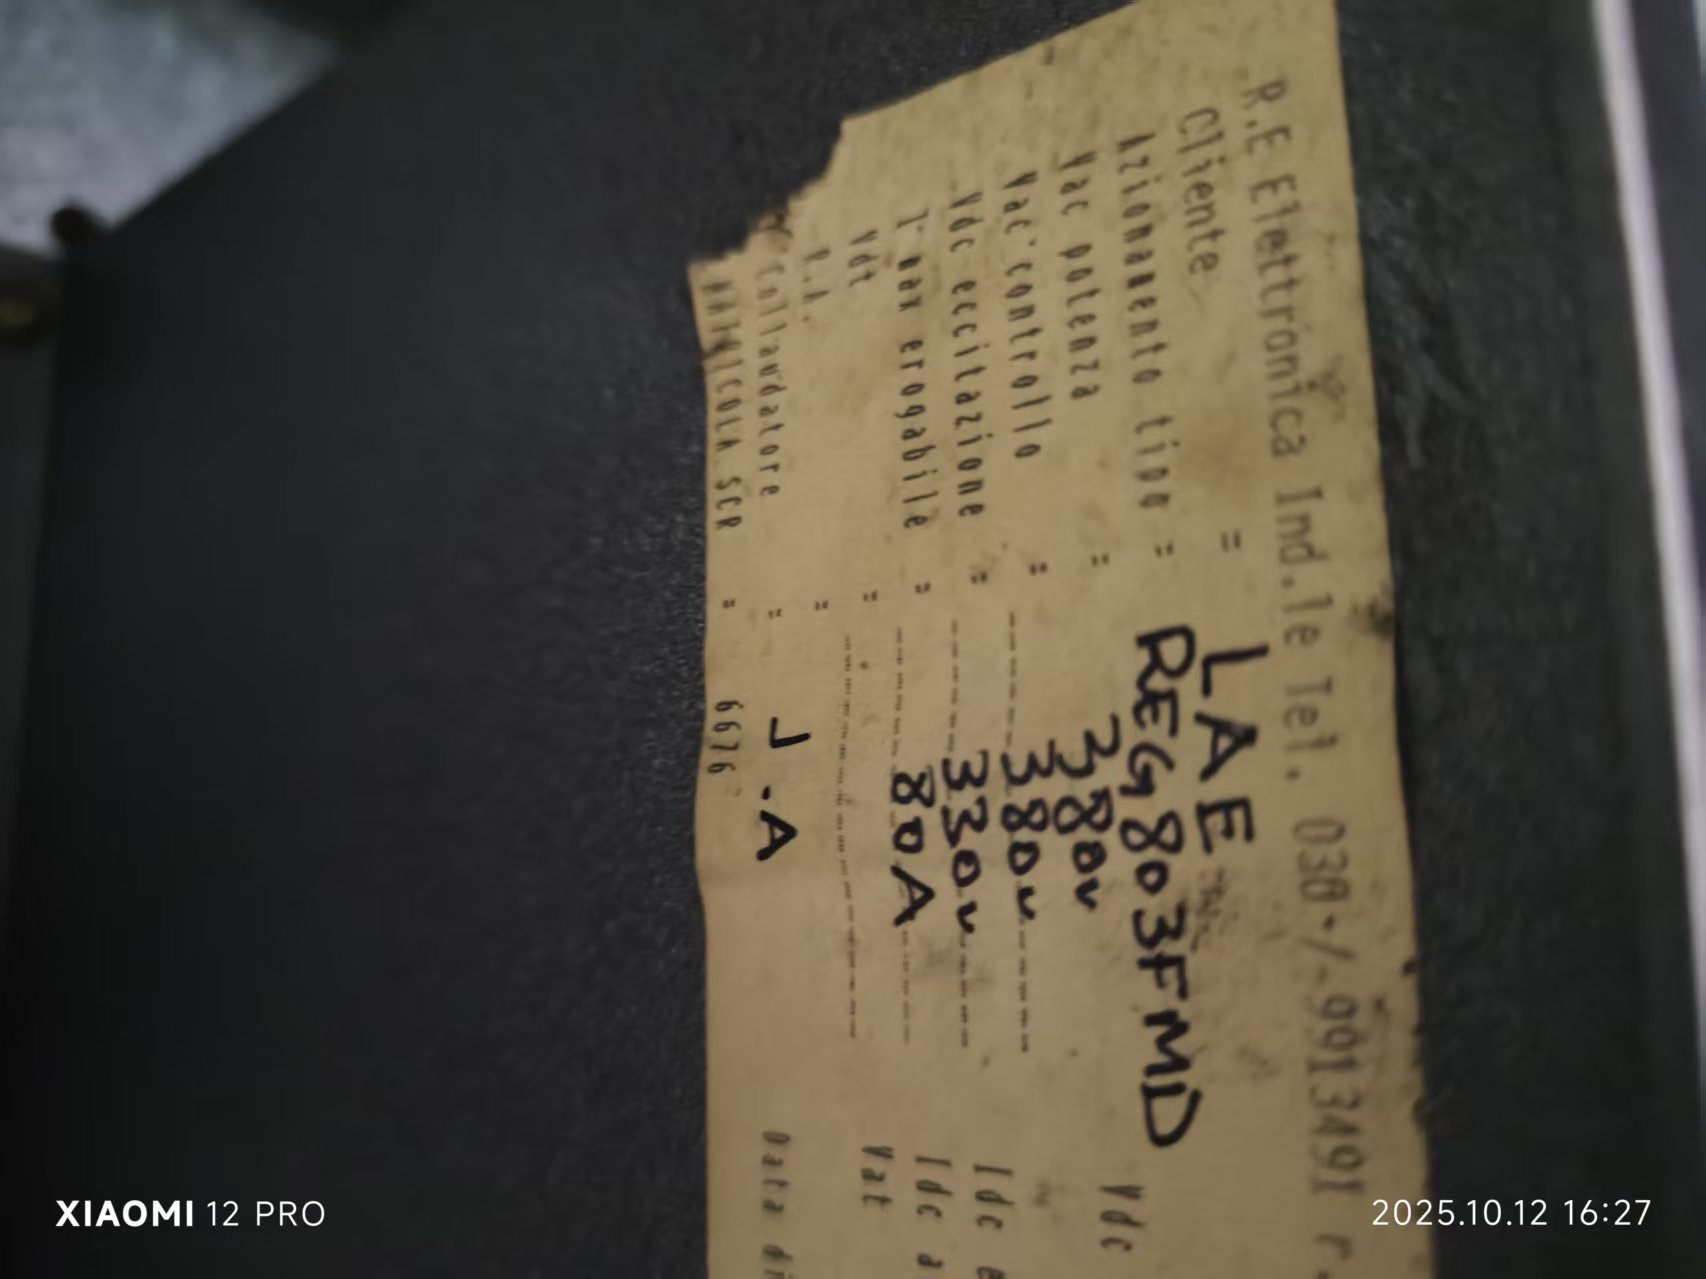 R.E Elettronica Ind.le Tel. 030-/-9913491 r.
Cliente = LAE
Azionamento tipo = REG803FMD
Vac potenza = 380v Vdc
Vac controllo = 380v
Vdc eccitazione = 330v Idc e
I max erogabile = 80A Idc a
Vdt = Vat
R.A. =
Collaudatore = J.A Data di
MATRICOLA SCR = 6676
XIAOMI 12 PRO
2025.10.12 16:27